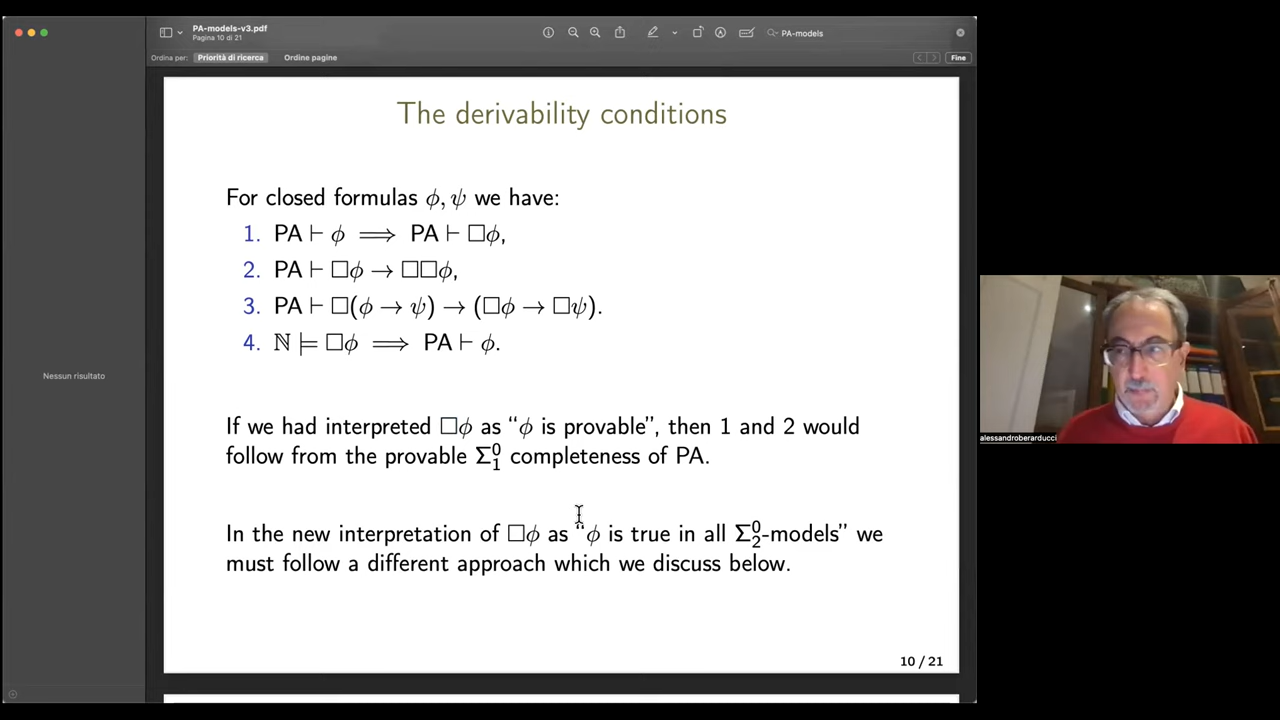 PA-models-v3.pdf
Pagina 10 di 21
PA-models
Ordina per: Priorità di ricerca Ordine pagine
Fine
The derivability conditions
For closed formulas ϕ, ψ we have:
1. PA ⊢ ϕ ⟹ PA ⊢ □ϕ,
2. PA ⊢ □ϕ → □□ϕ,
3. PA ⊢ □(ϕ → ψ) → (□ϕ → □ψ).
4. ℕ ⊨ □ϕ ⟹ PA ⊢ ϕ.
Nessun risultato
If we had interpreted □ϕ as “ϕ is provable”, then 1 and 2 would
follow from the provable Σ⁰₁ completeness of PA.
In the new interpretation of □ϕ as “ϕ is true in all Σ⁰₂-models” we
must follow a different approach which we discuss below.
10 / 21
alessandroberarducci